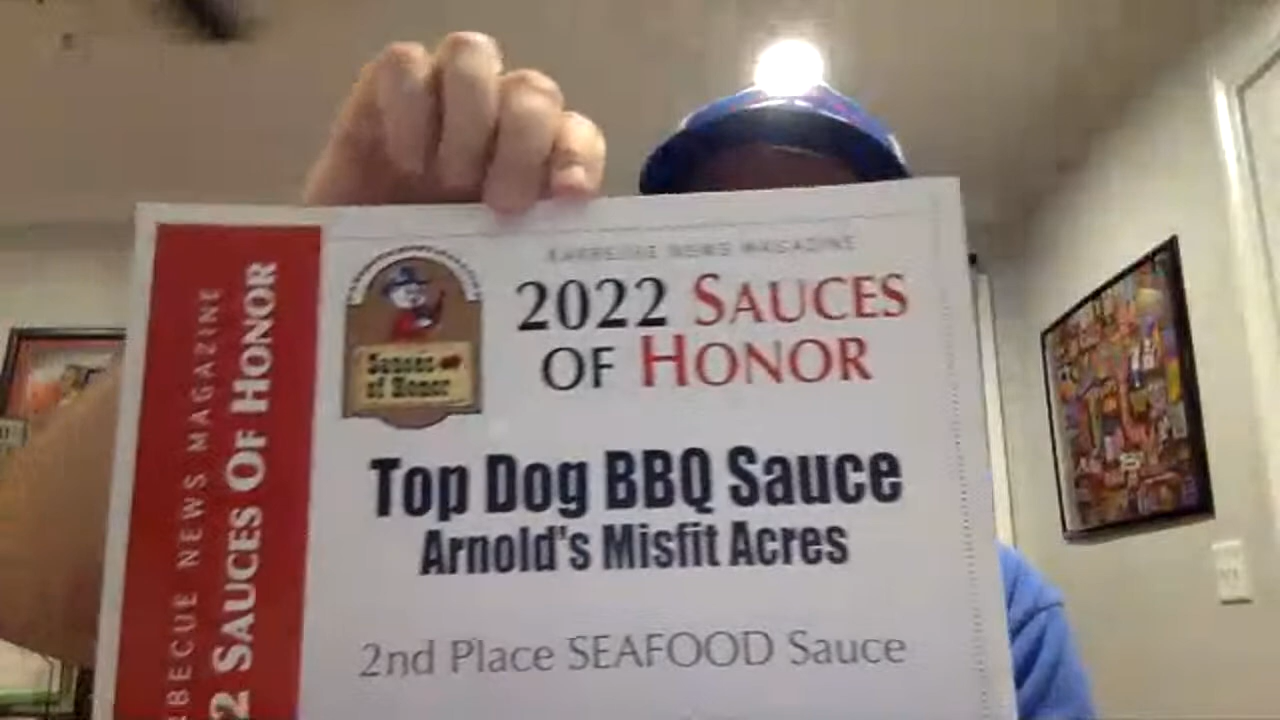 BARBECUE NEWS MAGAZINE
2022 SAUCES
OF HONOR
Sauces
of Honor
Top Dog BBQ Sauce
Arnold's Misfit Acres
2nd Place SEAFOOD Sauce
RBECUE NEWS MAGAZINE
2 SAUCES OF HONOR